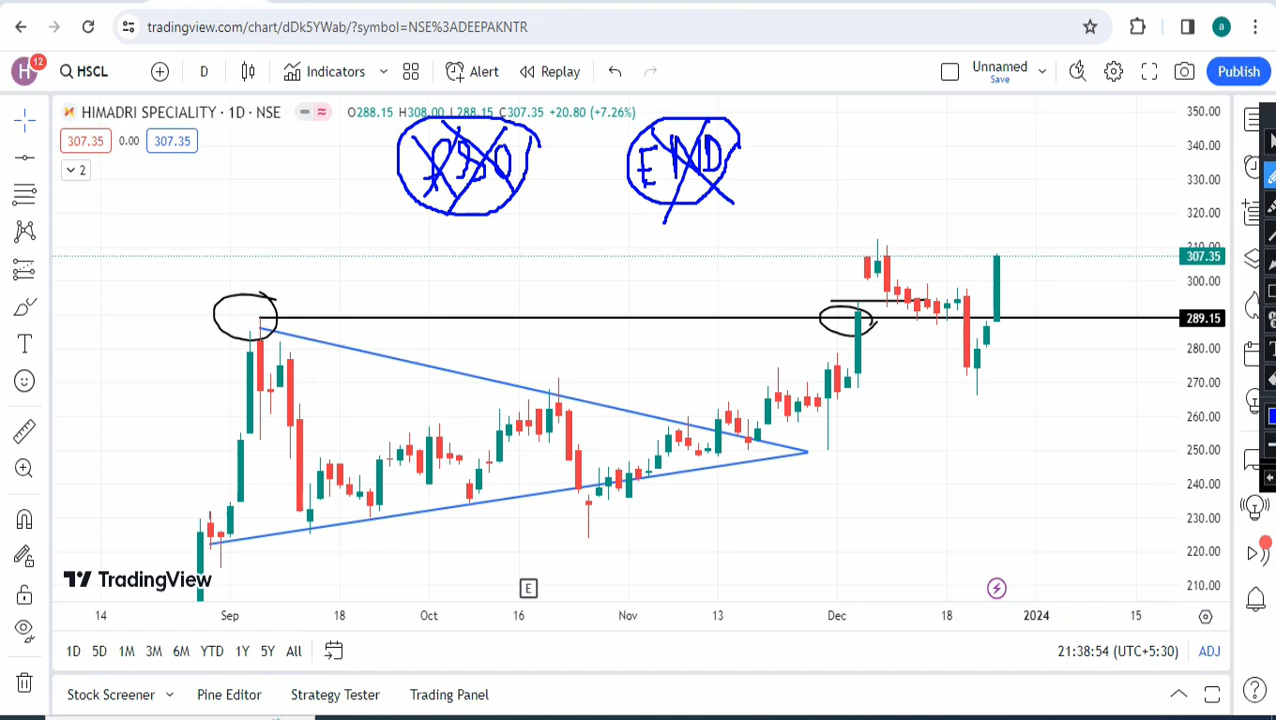 tradingview.com/chart/dDk5YWab/?symbol=NSE%3ADEEPAKNTR
a
H 12 HSCL D Indicators Alert Replay Unnamed Save Publish
HIMADRI SPECIALITY · 1D · NSE O288.15 H308.00 L288.15 C307.35 +20.80 (+7.26%)
307.35 0.00 307.35
2
END
350.00
340.00
330.00
320.00
310.00
307.35
300.00
289.15
280.00
270.00
260.00
250.00
240.00
230.00
220.00
210.00
TradingView
E
14 Sep 18 Oct 16 Nov 13 Dec 18 2024 15
1D 5D 1M 3M 6M YTD 1Y 5Y All 21:38:54 (UTC+5:30) ADJ
Stock Screener Pine Editor Strategy Tester Trading Panel